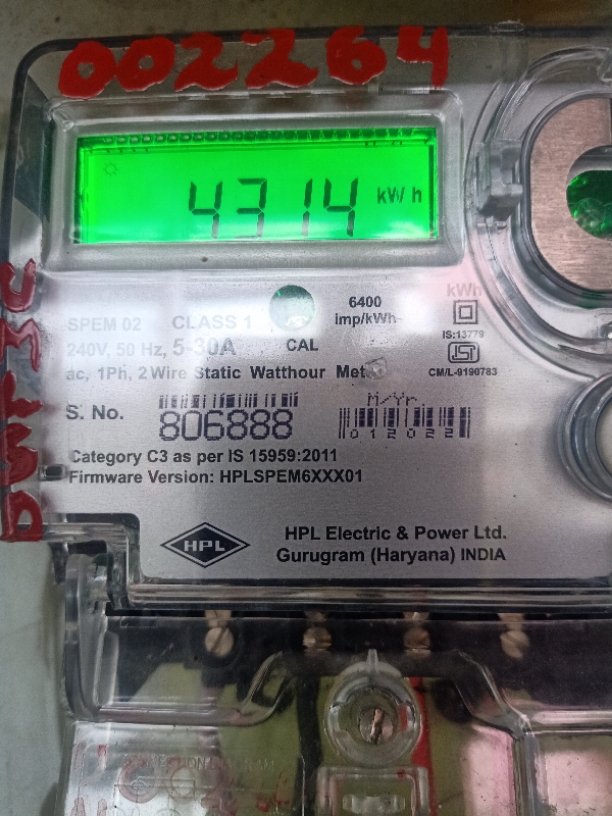 002264
4314 kWh
SPEM 02 CLASS 1
6400
imp/kWh
kWh
IS:13779
240V, 50 Hz, 5-30A CAL
ac, 1Ph, 2 Wire Static Watthour
CM/L-9190783
S. No. 806888
M/Yr.
012022
Category C3 as per IS 15959:2011
Firmware Version: HPLSPEM6XXX01
HPL
HPL Electric & Power Ltd.
Gurugram (Haryana) INDIA